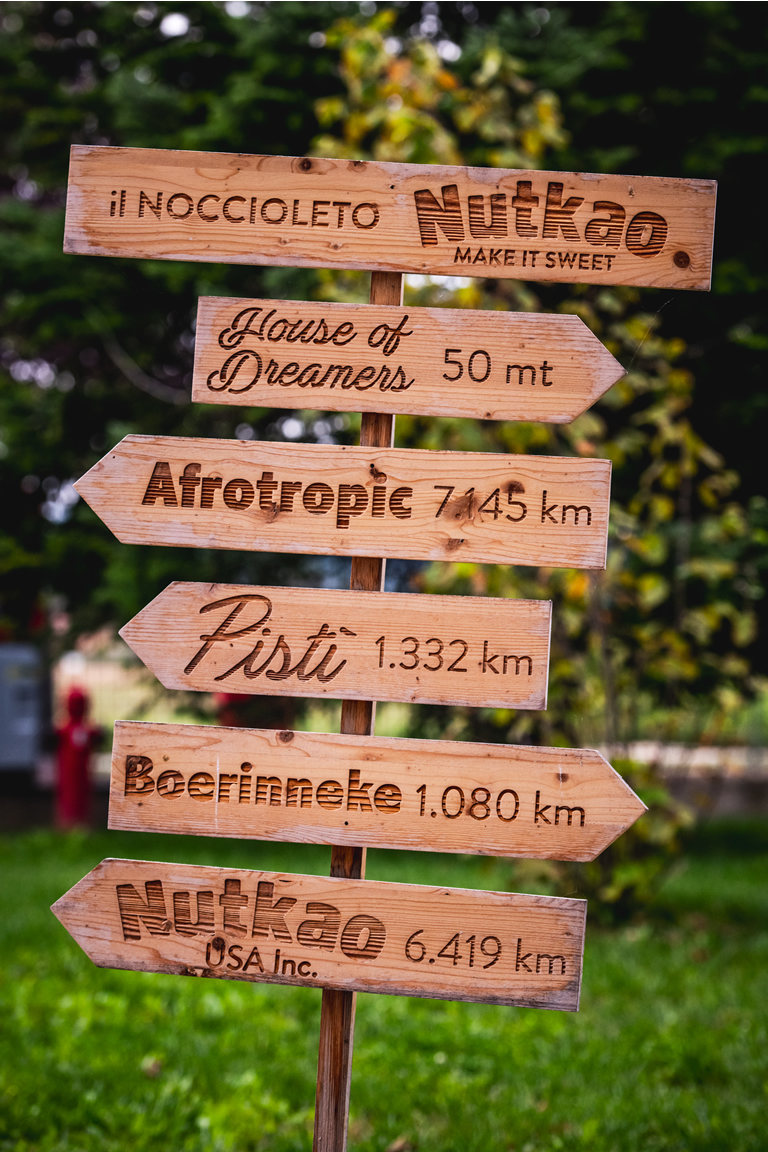 il NOCCIOLETO Nutkao
MAKE IT SWEET
House of
Dreamers 50 mt
Afrotropic 7.145 km
Pistì 1.332 km
Boerinneke 1.080 km
Nutkao
USA Inc. 6.419 km